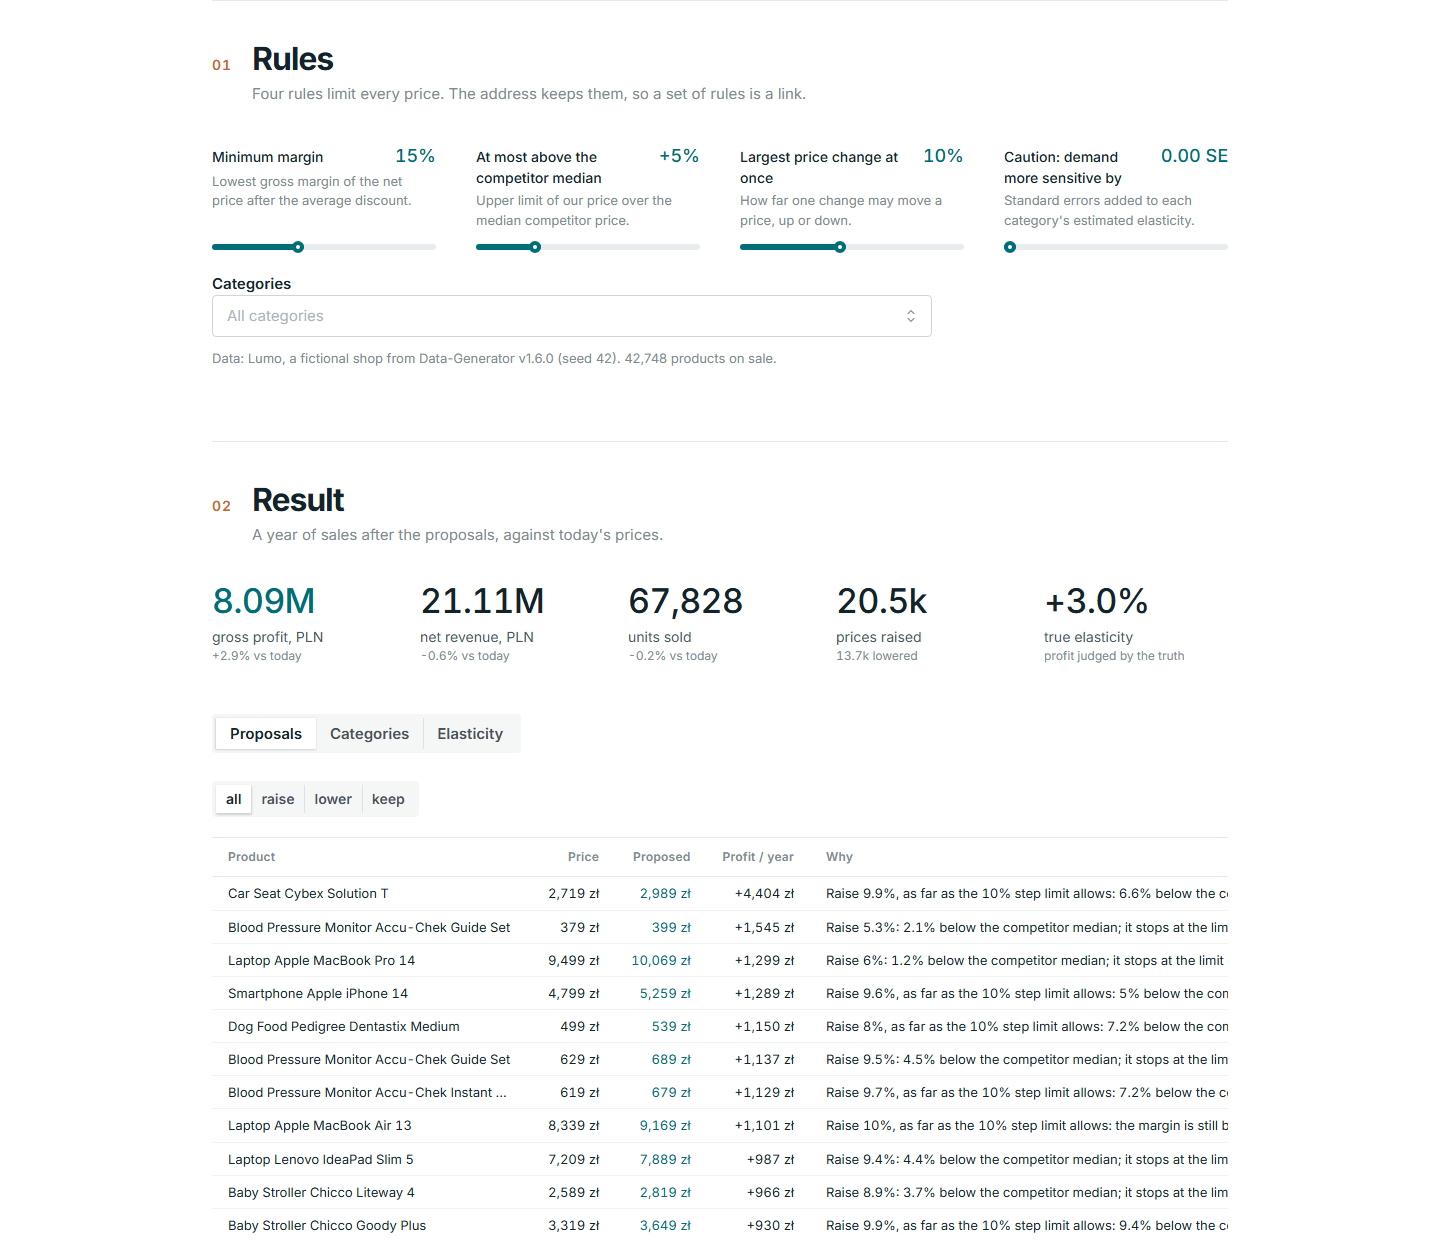 01 Rules
Four rules limit every price. The address keeps them, so a set of rules is a link.
Minimum margin 15%
Lowest gross margin of the net
price after the average discount.
At most above the +5%
competitor median
Upper limit of our price over the
median competitor price.
Largest price change at 10%
once
How far one change may move a
price, up or down.
Caution: demand 0.00 SE
more sensitive by
Standard errors added to each
category's estimated elasticity.
Categories
All categories
Data: Lumo, a fictional shop from Data-Generator v1.6.0 (seed 42). 42,748 products on sale.
02 Result
A year of sales after the proposals, against today's prices.
8.09M
gross profit, PLN
+2.9% vs today
21.11M
net revenue, PLN
-0.6% vs today
67,828
units sold
-0.2% vs today
20.5k
prices raised
13.7k lowered
+3.0%
true elasticity
profit judged by the truth
Proposals Categories Elasticity
all raise lower keep
Product Price Proposed Profit / year Why
Car Seat Cybex Solution T 2,719 zł 2,989 zł +4,404 zł Raise 9.9%, as far as the 10% step limit allows: 6.6% below the
Blood Pressure Monitor Accu-Chek Guide Set 379 zł 399 zł +1,545 zł Raise 5.3%: 2.1% below the competitor median; it stops at the lim
Laptop Apple MacBook Pro 14 9,499 zł 10,069 zł +1,299 zł Raise 6%: 1.2% below the competitor median; it stops at the limit
Smartphone Apple iPhone 14 4,799 zł 5,259 zł +1,289 zł Raise 9.6%, as far as the 10% step limit allows: 5% below the con
Dog Food Pedigree Dentastix Medium 499 zł 539 zł +1,150 zł Raise 8%, as far as the 10% step limit allows: 7.2% below the con
Blood Pressure Monitor Accu-Chek Guide Set 629 zł 689 zł +1,137 zł Raise 9.5%: 4.5% below the competitor median; it stops at the lim
Blood Pressure Monitor Accu-Chek Instant ... 619 zł 679 zł +1,129 zł Raise 9.7%, as far as the 10% step limit allows: 7.2% below the
Laptop Apple MacBook Air 13 8,339 zł 9,169 zł +1,101 zł Raise 10%, as far as the 10% step limit allows: the margin is still b
Laptop Lenovo IdeaPad Slim 5 7,209 zł 7,889 zł +987 zł Raise 9.4%: 4.4% below the competitor median; it stops at the lim
Baby Stroller Chicco Liteway 4 2,589 zł 2,819 zł +966 zł Raise 8.9%: 3.7% below the competitor median; it stops at the lim
Baby Stroller Chicco Goody Plus 3,319 zł 3,649 zł +930 zł Raise 9.9%, as far as the 10% step limit allows: 9.4% below the